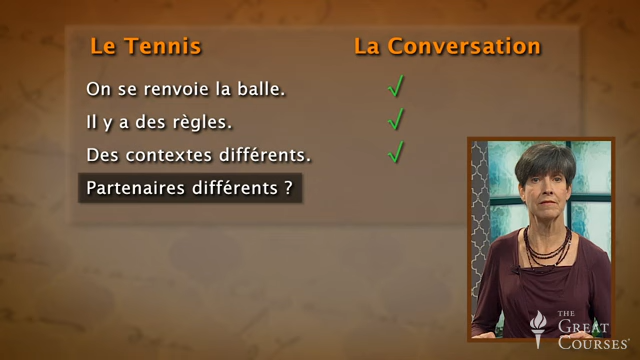 Le Tennis
La Conversation
On se renvoie la balle. √
Il y a des règles. √
Des contextes différents. √
Partenaires différents ?
THE
GREAT
COURSES®